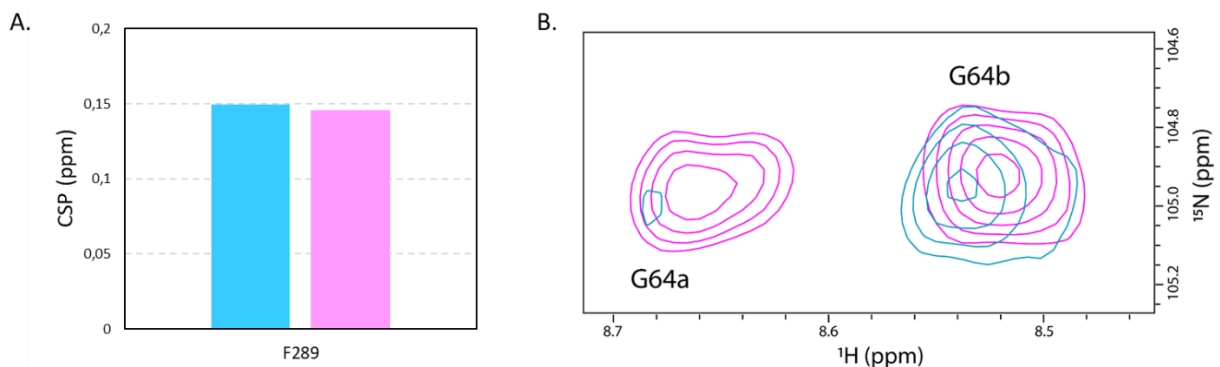 A.
CSP (ppm)
0,2
0,15
0,1
0,05
0
F289
B.
G64a
G64b
104.6
104.8
105.0
105.2
¹⁵N (ppm)
8.7
8.6
8.5
¹H (ppm)